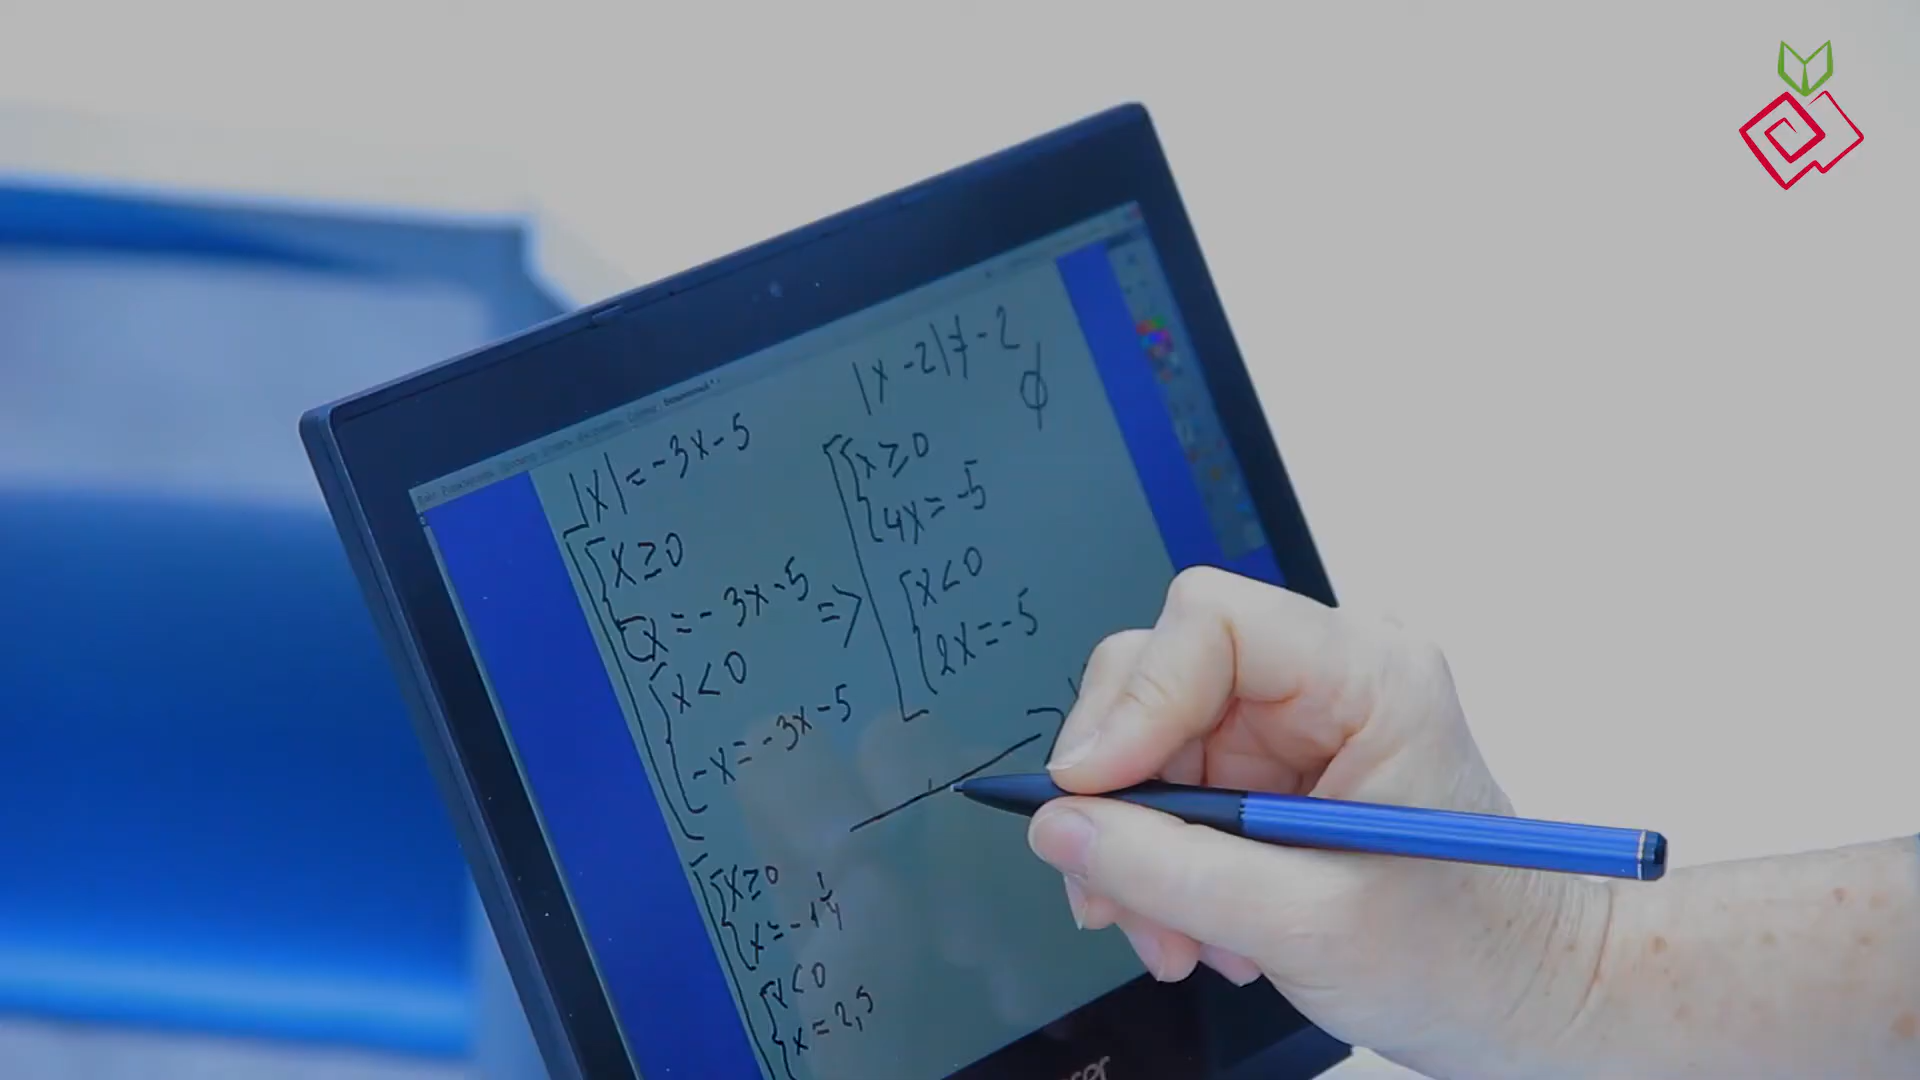 |x-2|≠-2
∅
|x|=-3x-5
x≥0
x=-3x-5
x<0
-x=-3x-5
=>
x≥0
4x=-5
x<0
2x=-5
x≥0
x=-1 1/4
x<0
x=2,5